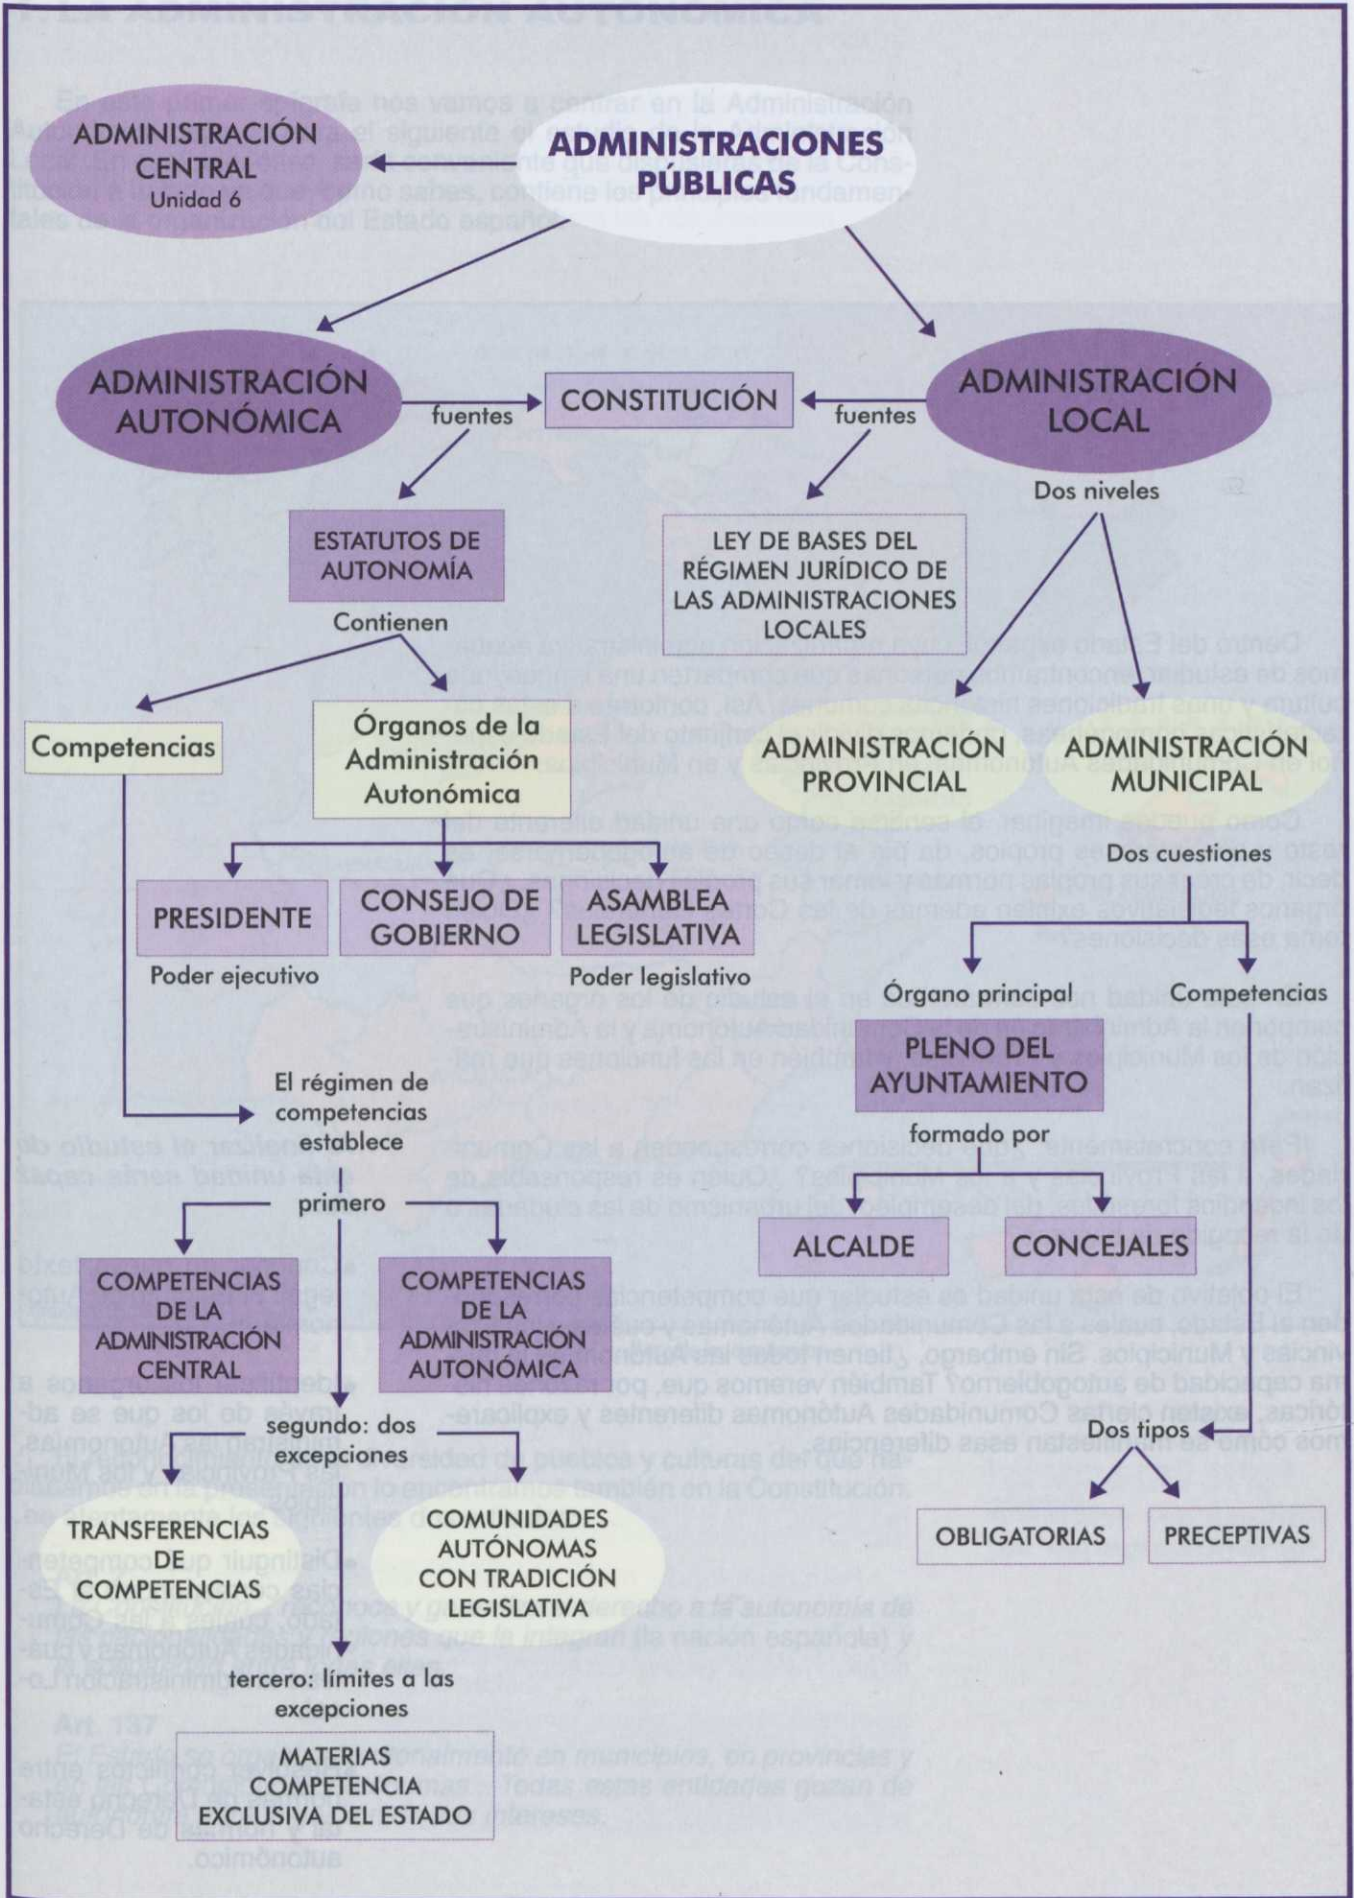 ADMINISTRACIÓN
CENTRAL
Unidad 6
ADMINISTRACIONES
PÚBLICAS
ADMINISTRACIÓN
AUTONÓMICA
fuentes
CONSTITUCIÓN
fuentes
ADMINISTRACIÓN
LOCAL
Dos niveles
ESTATUTOS DE
AUTONOMÍA
Contienen
LEY DE BASES DEL
RÉGIMEN JURÍDICO DE
LAS ADMINISTRACIONES
LOCALES
Competencias
Órganos de la
Administración
Autonómica
ADMINISTRACIÓN
PROVINCIAL
ADMINISTRACIÓN
MUNICIPAL
Dos cuestiones
PRESIDENTE
CONSEJO DE
GOBIERNO
ASAMBLEA
LEGISLATIVA
Poder ejecutivo
Poder legislativo
Órgano principal
Competencias
PLENO DEL
AYUNTAMIENTO
formado por
ALCALDE
CONCEJALES
El régimen de
competencias
establece
primero
COMPETENCIAS
DE LA
ADMINISTRACIÓN
CENTRAL
COMPETENCIAS
DE LA
ADMINISTRACIÓN
AUTONÓMICA
segundo: dos
excepciones
Dos tipos
OBLIGATORIAS
PRECEPTIVAS
TRANSFERENCIAS
DE
COMPETENCIAS
COMUNIDADES
AUTÓNOMAS
CON TRADICIÓN
LEGISLATIVA
tercero: límites a las
excepciones
MATERIAS
COMPETENCIA
EXCLUSIVA DEL ESTADO